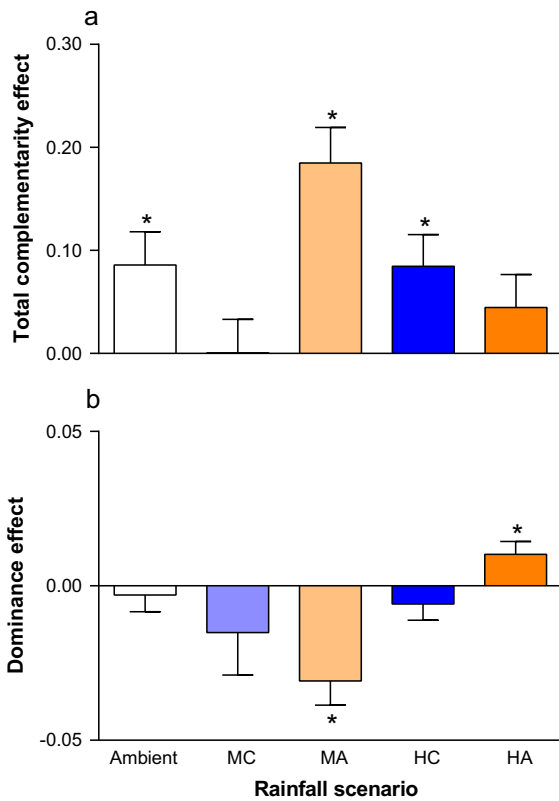 a
Total complementarity effect
0.30
0.20
0.10
0.00
*
*
*
b
Dominance effect
0.05
0.00
-0.05
*
*
Ambient MC MA HC HA
Rainfall scenario